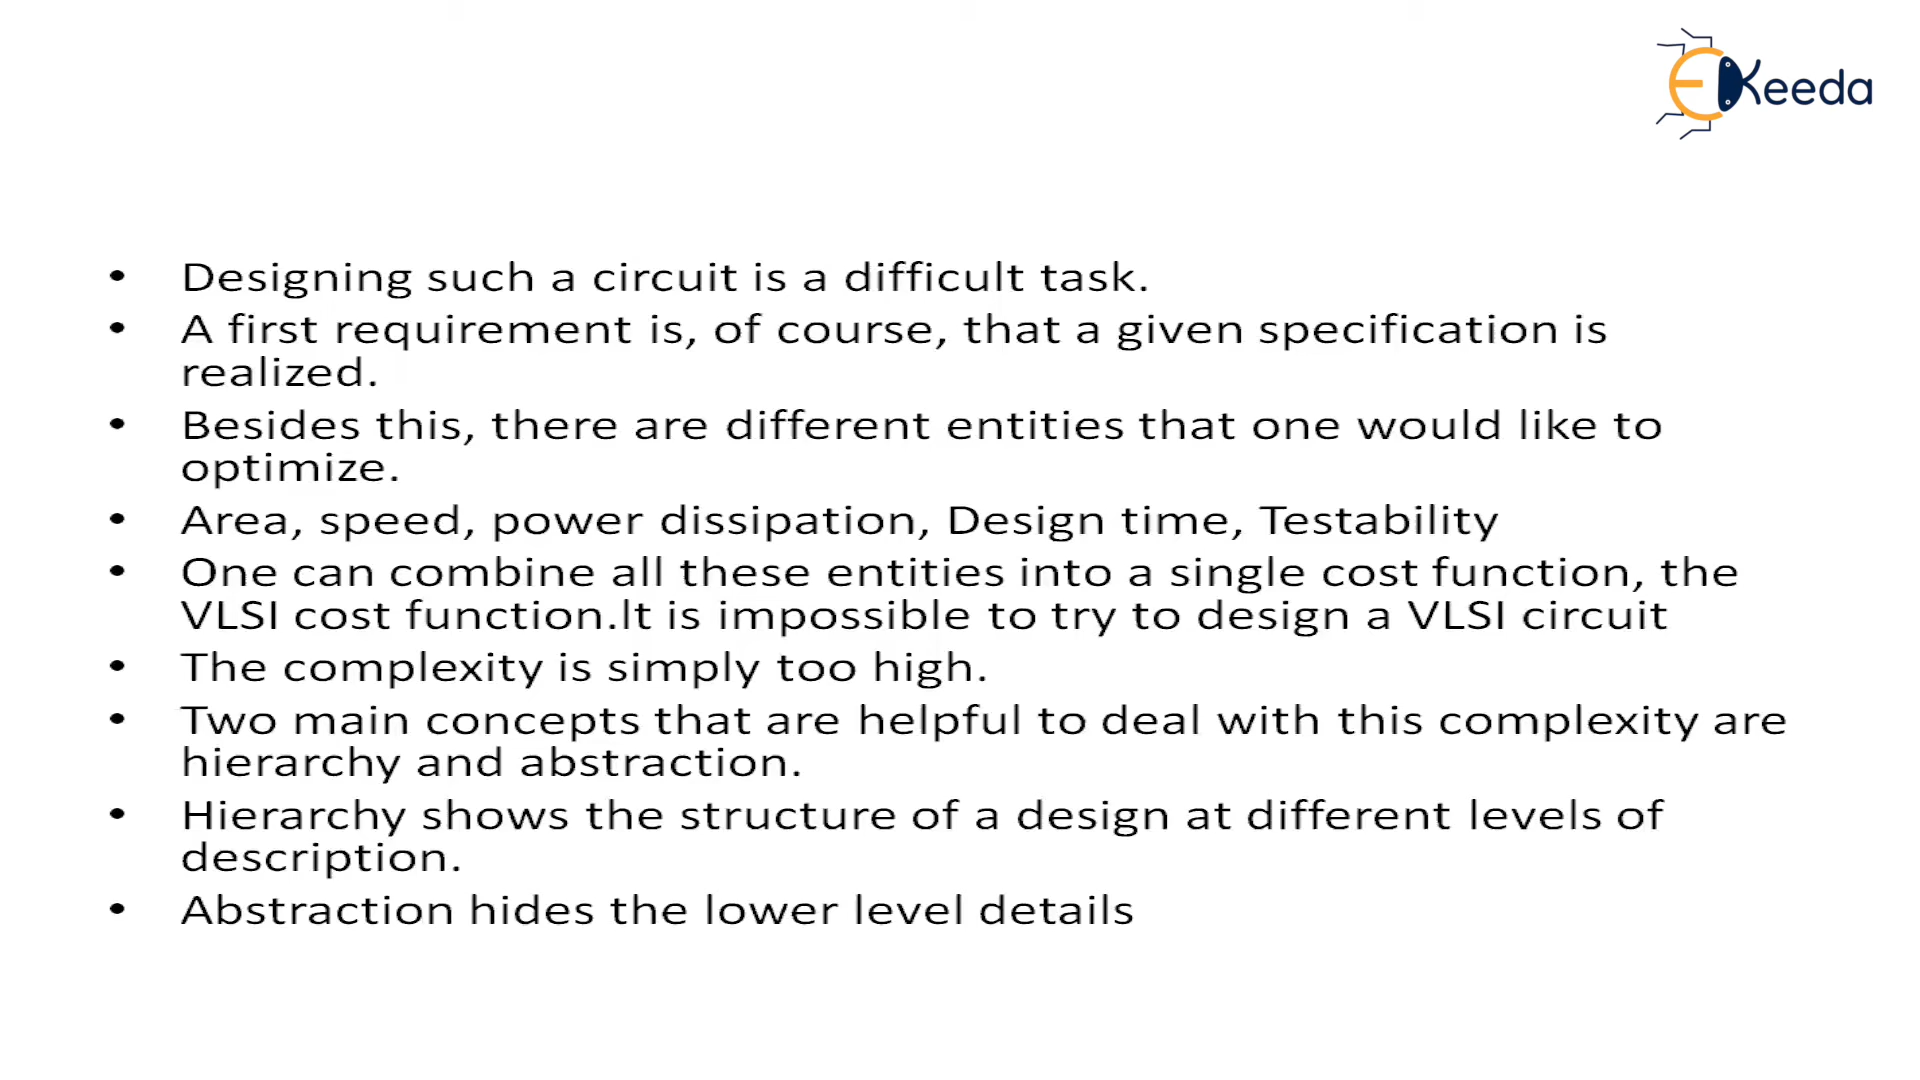 EKeeda
• Designing such a circuit is a difficult task.
• A first requirement is, of course, that a given specification is
realized.
• Besides this, there are different entities that one would like to
optimize.
• Area, speed, power dissipation, Design time, Testability
• One can combine all these entities into a single cost function, the
VLSI cost function.It is impossible to try to design a VLSI circuit
• The complexity is simply too high.
• Two main concepts that are helpful to deal with this complexity are
hierarchy and abstraction.
• Hierarchy shows the structure of a design at different levels of
description.
• Abstraction hides the lower level details